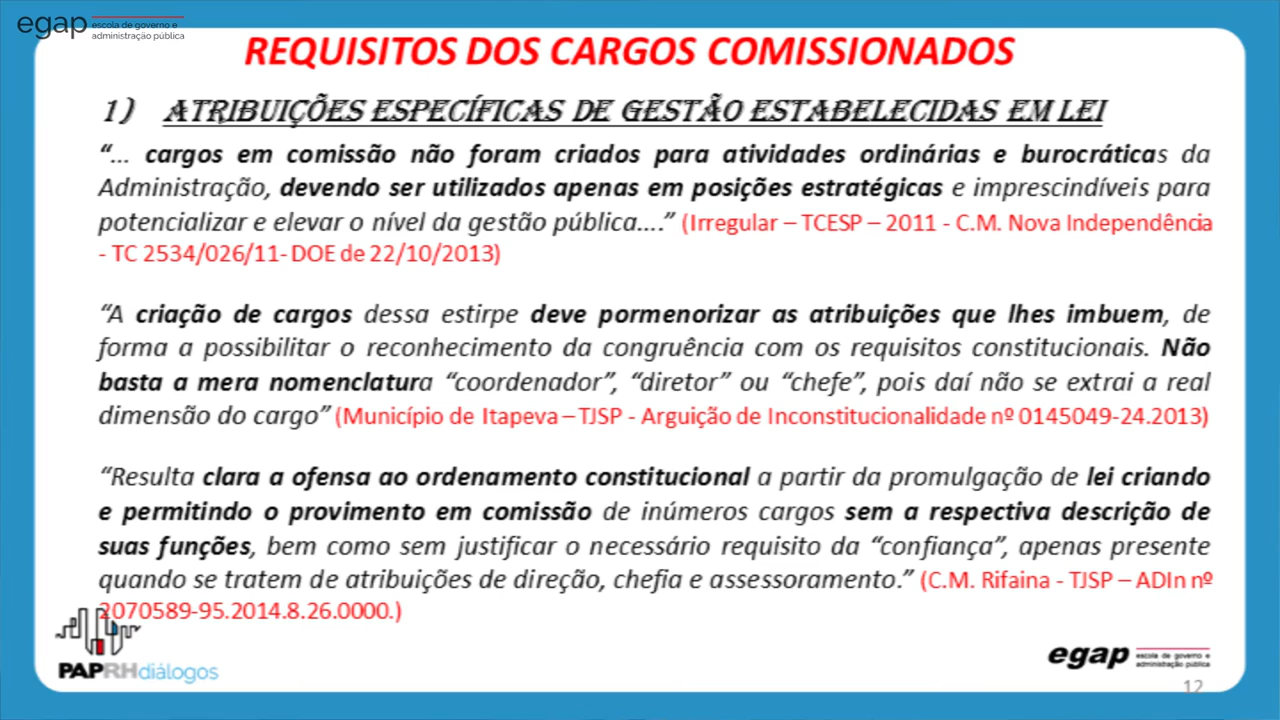 egap escola de governo e
administração pública
REQUISITOS DOS CARGOS COMISSIONADOS
1) ATRIBUIÇÕES ESPECÍFICAS DE GESTÃO ESTABELECIDAS EM LEI
“... cargos em comissão não foram criados para atividades ordinárias e burocráticas da
Administração, devendo ser utilizados apenas em posições estratégicas e imprescindíveis para
potencializar e elevar o nível da gestão pública....” (Irregular – TCESP – 2011 - C.M. Nova Independência
- TC 2534/026/11- DOE de 22/10/2013)
“A criação de cargos dessa estirpe deve pormenorizar as atribuições que lhes imbuem, de
forma a possibilitar o reconhecimento da congruência com os requisitos constitucionais. Não
basta a mera nomenclatura “coordenador”, “diretor” ou “chefe”, pois daí não se extrai a real
dimensão do cargo” (Município de Itapeva – TJSP - Arguição de Inconstitucionalidade nº 0145049-24.2013)
“Resulta clara a ofensa ao ordenamento constitucional a partir da promulgação de lei criando
e permitindo o provimento em comissão de inúmeros cargos sem a respectiva descrição de
suas funções, bem como sem justificar o necessário requisito da “confiança”, apenas presente
quando se tratem de atribuições de direção, chefia e assessoramento.” (C.M. Rifaina - TJSP – ADIn nº
2070589-95.2014.8.26.0000.)
PAPRHdiálogos
egap escola de governo e
administração pública
12